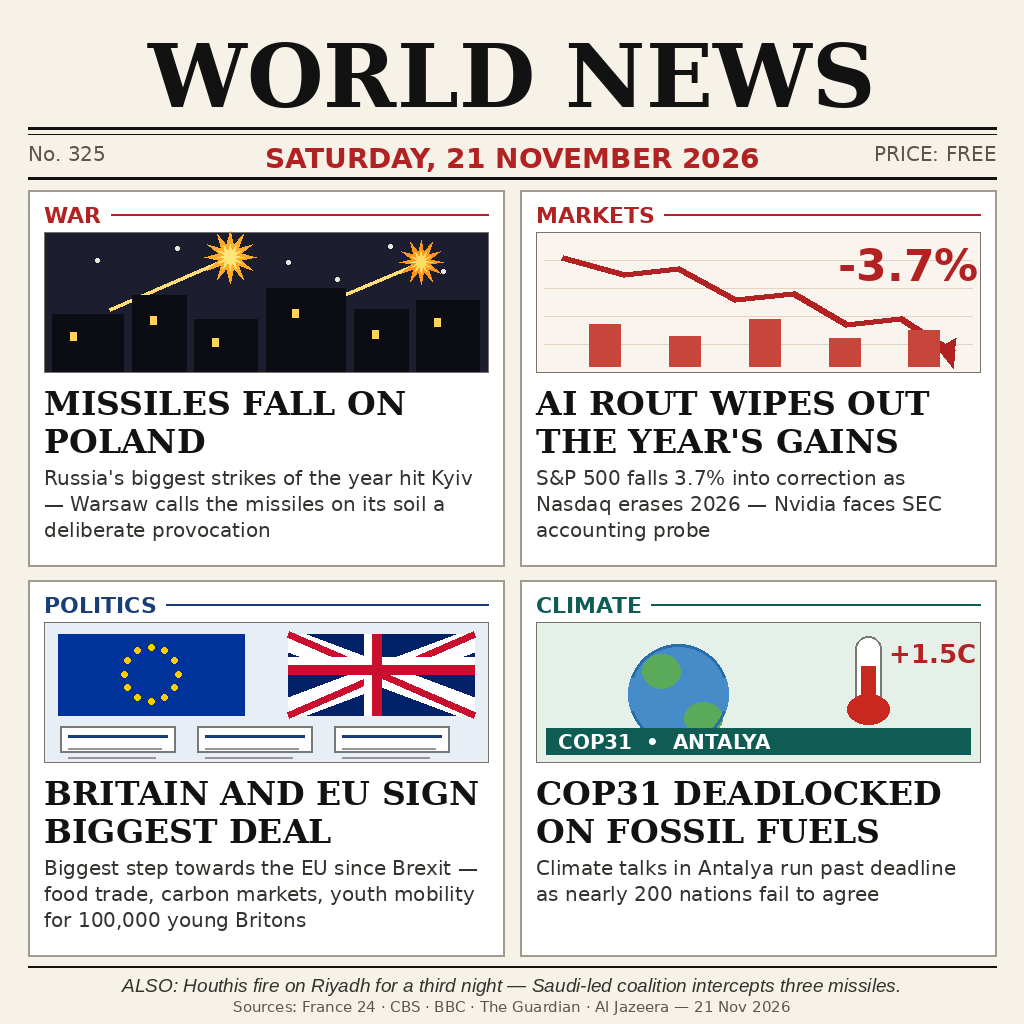 WORLD NEWS
No. 325
SATURDAY, 21 NOVEMBER 2026
PRICE: FREE
WAR
MISSILES FALL ON
POLAND
Russia's biggest strikes of the year hit Kyiv
— Warsaw calls the missiles on its soil a
deliberate provocation
MARKETS
-3.7%
AI ROUT WIPES OUT
THE YEAR'S GAINS
S&P 500 falls 3.7% into correction as
Nasdaq erases 2026 — Nvidia faces SEC
accounting probe
POLITICS
BRITAIN AND EU SIGN
BIGGEST DEAL
Biggest step towards the EU since Brexit —
food trade, carbon markets, youth mobility
for 100,000 young Britons
CLIMATE
+1.5C
COP31 • ANTALYA
COP31 DEADLOCKED
ON FOSSIL FUELS
Climate talks in Antalya run past deadline
as nearly 200 nations fail to agree
ALSO: Houthis fire on Riyadh for a third night — Saudi-led coalition intercepts three missiles.
Sources: France 24 · CBS · BBC · The Guardian · Al Jazeera — 21 Nov 2026